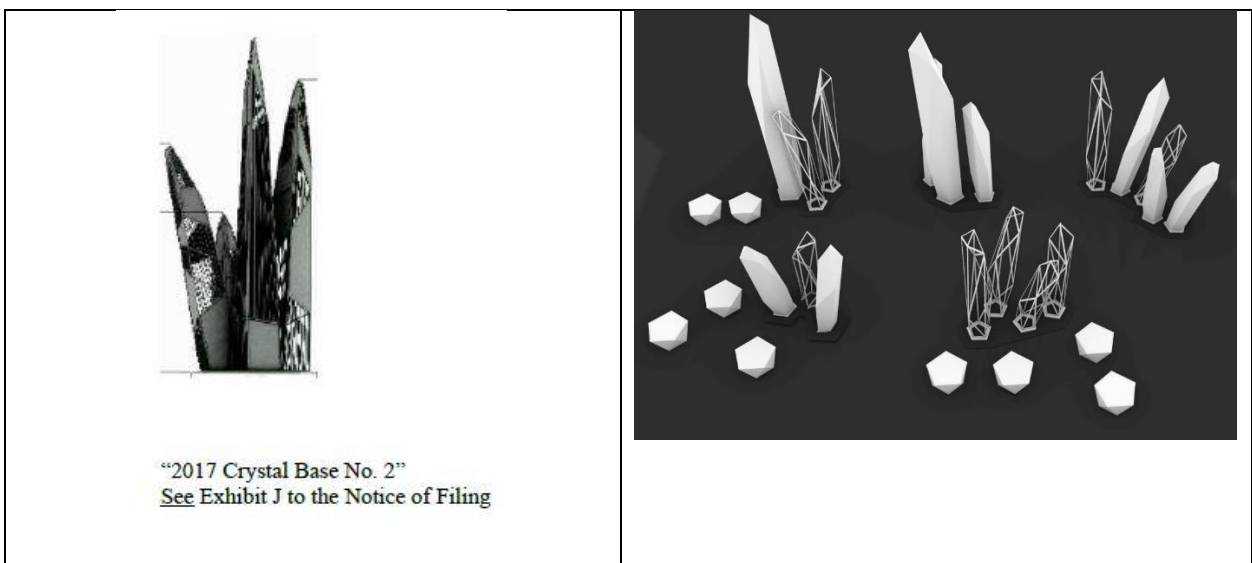 “2017 Crystal Base No. 2”
See Exhibit J to the Notice of Filing